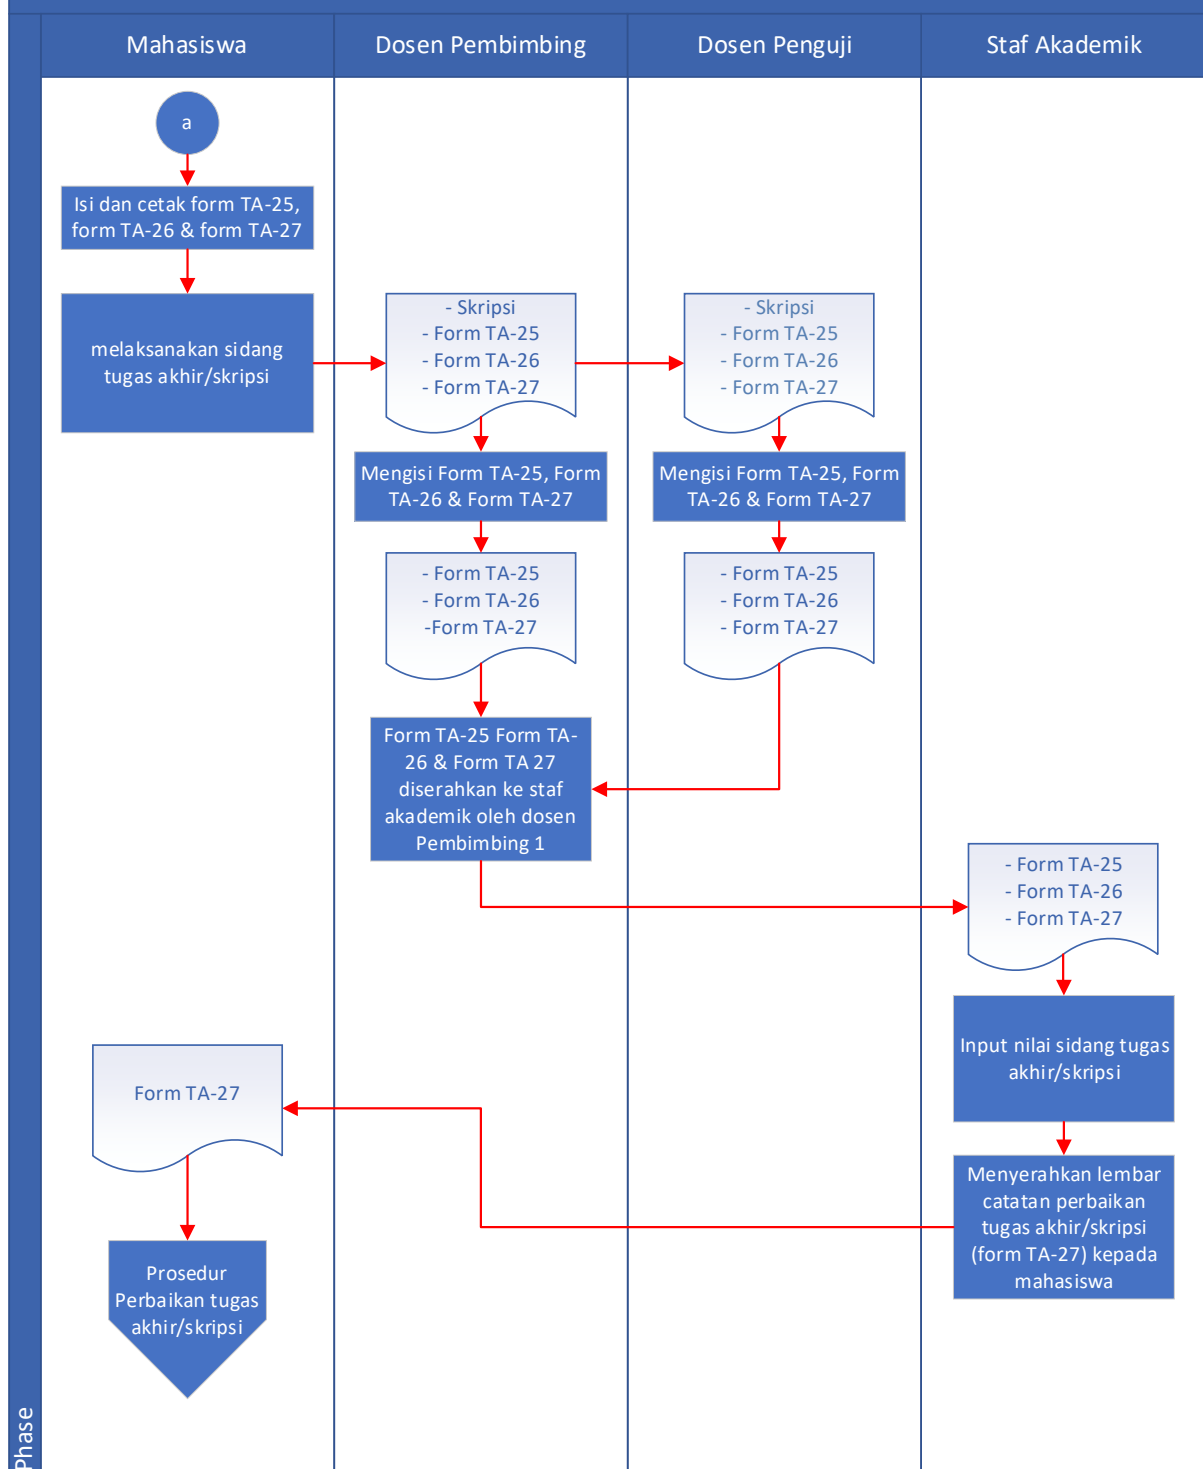 Mahasiswa
Dosen Pembimbing
Dosen Penguji
Staf Akademik
a
Isi dan cetak form TA-25,
form TA-26 & form TA-27
melaksanakan sidang
tugas akhir/skripsi
- Skripsi
- Form TA-25
- Form TA-26
- Form TA-27
- Skripsi
- Form TA-25
- Form TA-26
- Form TA-27
Mengisi Form TA-25, Form
TA-26 & Form TA-27
Mengisi Form TA-25, Form
TA-26 & Form TA-27
- Form TA-25
- Form TA-26
-Form TA-27
- Form TA-25
- Form TA-26
- Form TA-27
Form TA-25 Form TA-
26 & Form TA 27
diserahkan ke staf
akademik oleh dosen
Pembimbing 1
- Form TA-25
- Form TA-26
- Form TA-27
Input nilai sidang tugas
akhir/skripsi
Menyerahkan lembar
catatan perbaikan
tugas akhir/skripsi
(form TA-27) kepada
mahasiswa
Form TA-27
Prosedur
Perbaikan tugas
akhir/skripsi
Phase